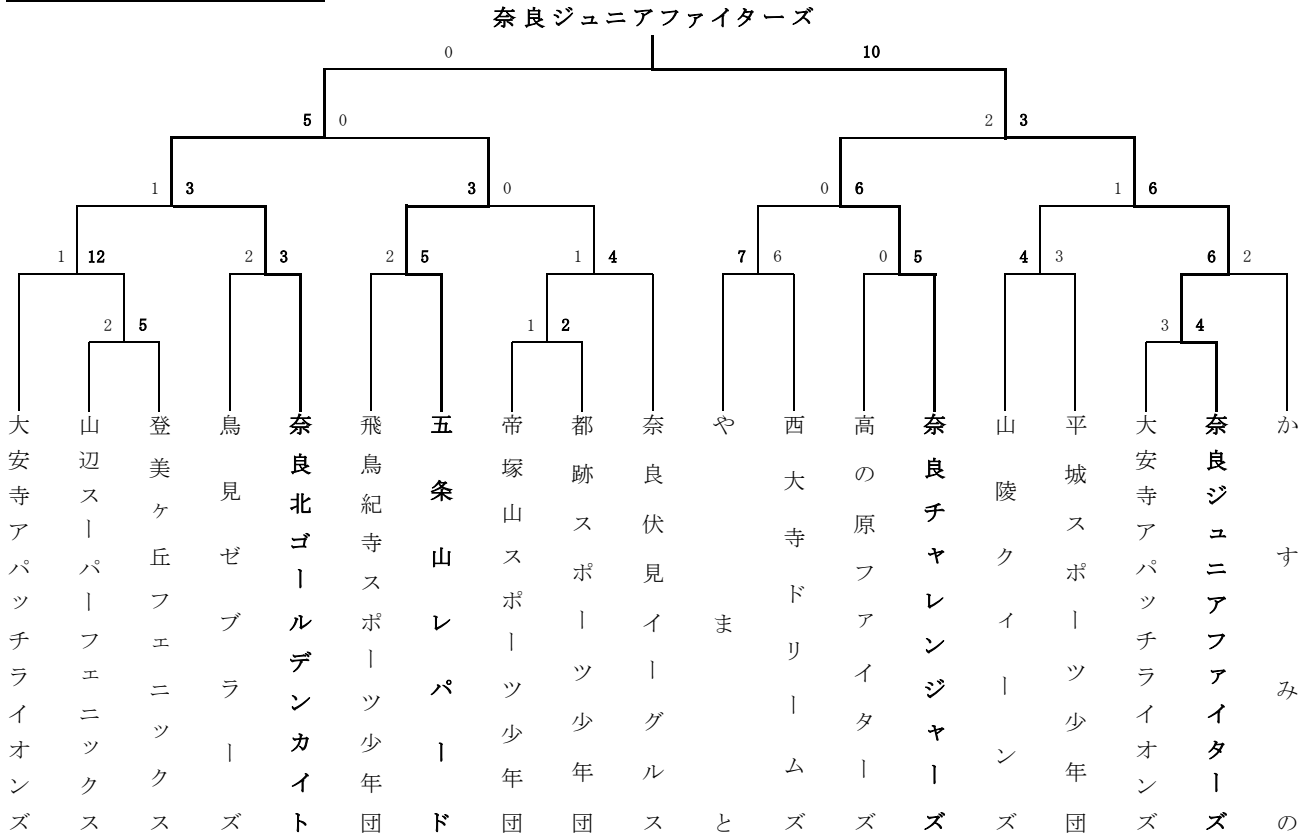 奈良ジュニアファイターズ
0 10
5 0 2 3
1 3 3 0 0 6 1 6
1 12 2 3 2 5 1 4 7 6 0 5 4 3 6 2
2 5 1 2 3 4
大安寺アパッチライオンズ
山辺スーパーフェニックス
登美ヶ丘フェニックス
鳥見ゼブラーズ
奈良北ゴールデンカイト
飛鳥紀寺スポーツ少年団
五条山レパード
帝塚山スポーツ少年団
都跡スポーツ少年団
奈良伏見イーグルス
やまと
西大寺ドリームズ
高の原ファイターズ
奈良チャレンジャーズ
山陵クィーンズ
平城スポーツ少年団
大安寺アパッチライオンズ
奈良ジュニアファイターズ
かすみの